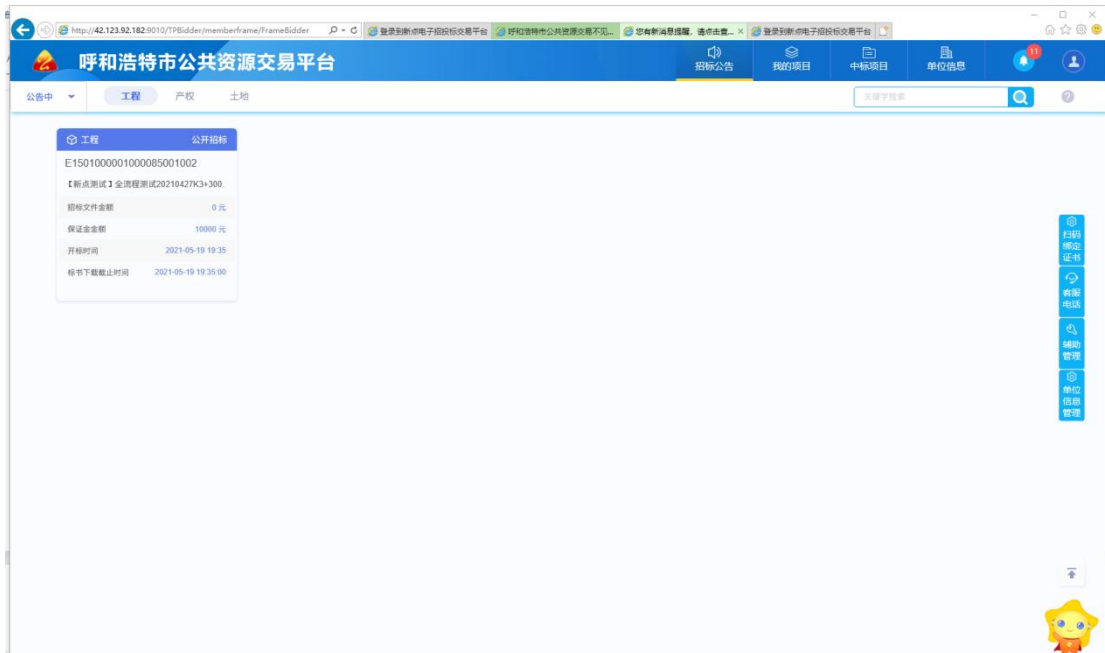 http://42.123.92.182:9010/TPBidder/memberframe/FrameBidder
登录到新点电子招投标交易平台
呼和浩特市公共资源交易不见...
您有新消息提醒，请点击查...
登录到新点电子招投标交易平台
呼和浩特市公共资源交易平台
招标公告
我的项目
中标项目
单位信息
11
公告中
工程
产权
土地
关键字搜索
工程
公开招标
E1501000001000085001002
【新点测试】全流程测试20210427K3+300.
招标文件金额
0 元
保证金金额
10000 元
开标时间
2021-05-19 19:35
标书下载截止时间
2021-05-19 19:35:00
扫码
绑定
证书
客服
电话
辅助
管理
单位
信息
管理